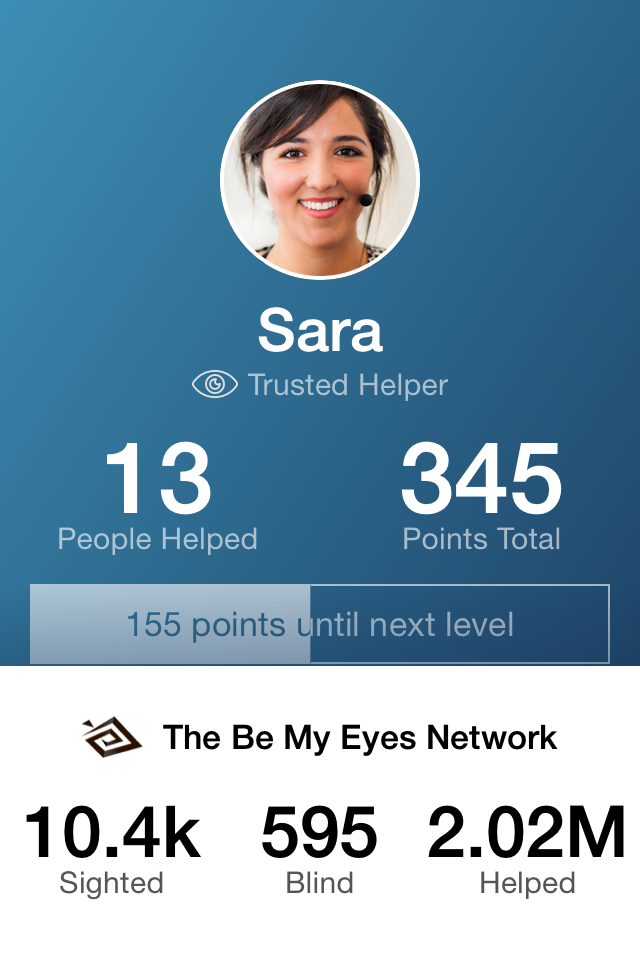 Sara
Trusted Helper
13 345
People Helped Points Total
155 points until next level
The Be My Eyes Network
10.4k 595 2.02M
Sighted Blind Helped